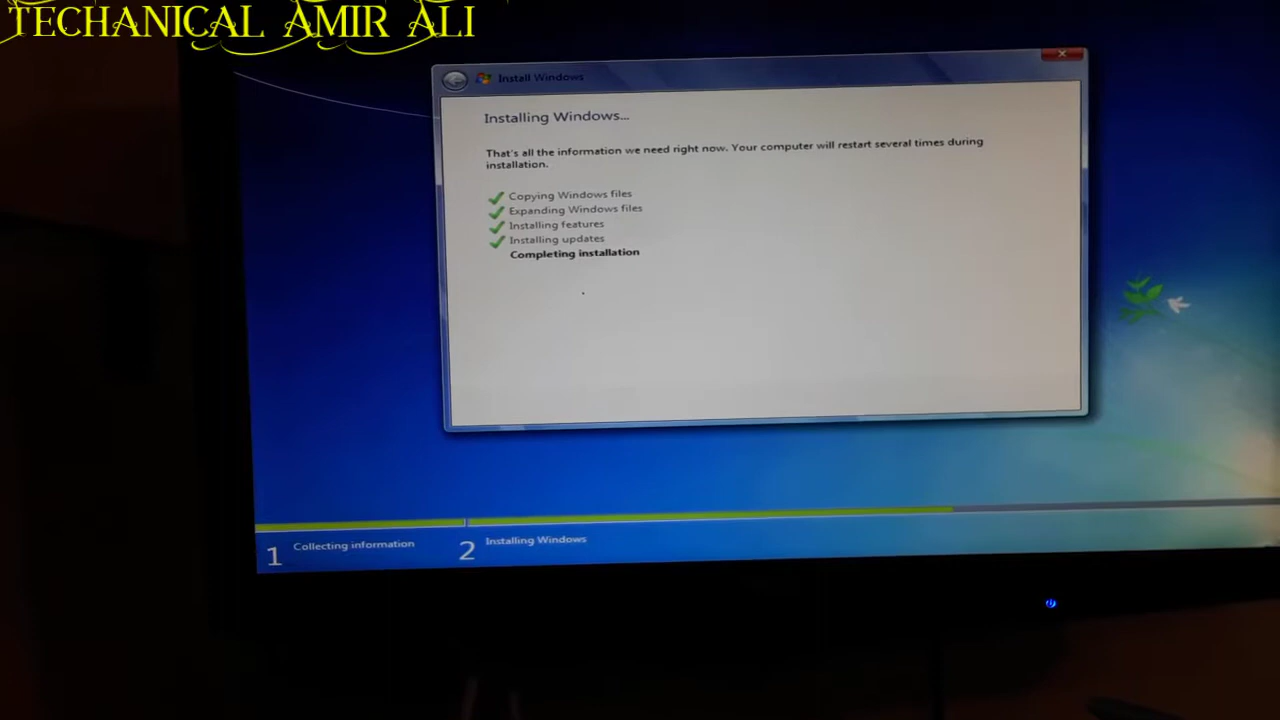 TECHANICAL AMIR ALI
Install Windows
Installing Windows...
That's all the information we need right now. Your computer will restart several times during
installation.
Copying Windows files
Expanding Windows files
Installing features
Installing updates
Completing installation
1 Collecting information
2 Installing Windows